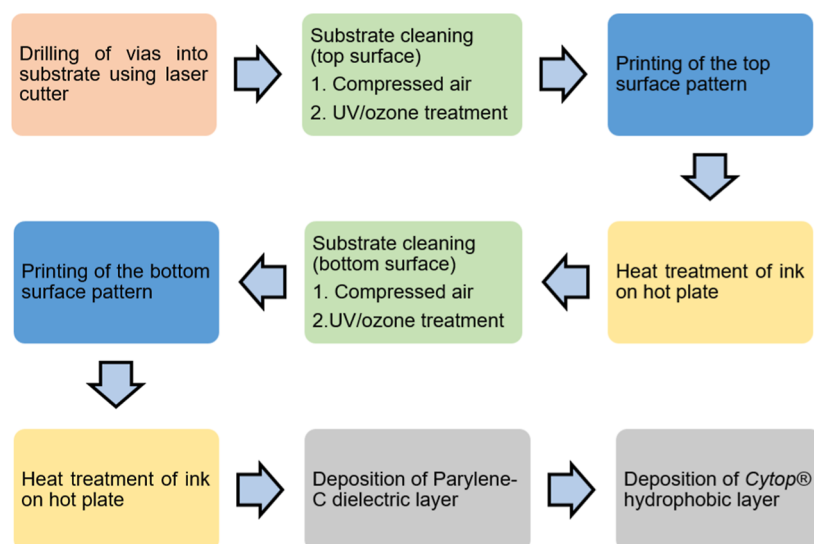 Drilling of vias into
substrate using laser
cutter
Substrate cleaning
(top surface)
1. Compressed air
2. UV/ozone treatment
Printing of the top
surface pattern
Heat treatment of ink
on hot plate
Substrate cleaning
(bottom surface)
1. Compressed air
2.UV/ozone treatment
Printing of the bottom
surface pattern
Heat treatment of ink
on hot plate
Deposition of Parylene-
C dielectric layer
Deposition of Cytop®
hydrophobic layer